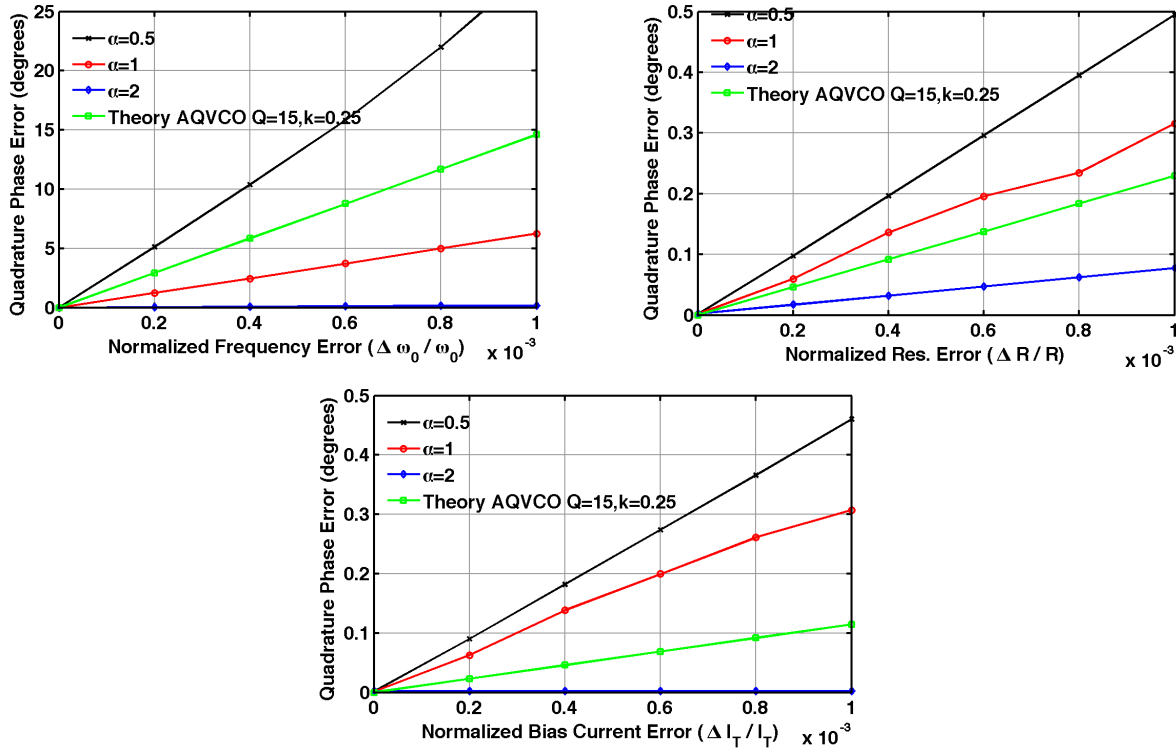 Quadrature Phase Error (degrees)
25
20
15
10
5
0
α=0.5
α=1
α=2
Theory AQVCO Q=15,k=0.25
0 0.2 0.4 0.6 0.8 1
Normalized Frequency Error (Δ ω0 / ω0)
x 10-3
Quadrature Phase Error (degrees)
0.5
0.4
0.3
0.2
0.1
0
α=0.5
α=1
α=2
Theory AQVCO Q=15,k=0.25
0 0.2 0.4 0.6 0.8 1
Normalized Res. Error (Δ R / R)
x 10-3
Quadrature Phase Error (degrees)
0.5
0.4
0.3
0.2
0.1
0
α=0.5
α=1
α=2
Theory AQVCO Q=15,k=0.25
0 0.2 0.4 0.6 0.8 1
Normalized Bias Current Error (Δ IT / IT)
x 10-3